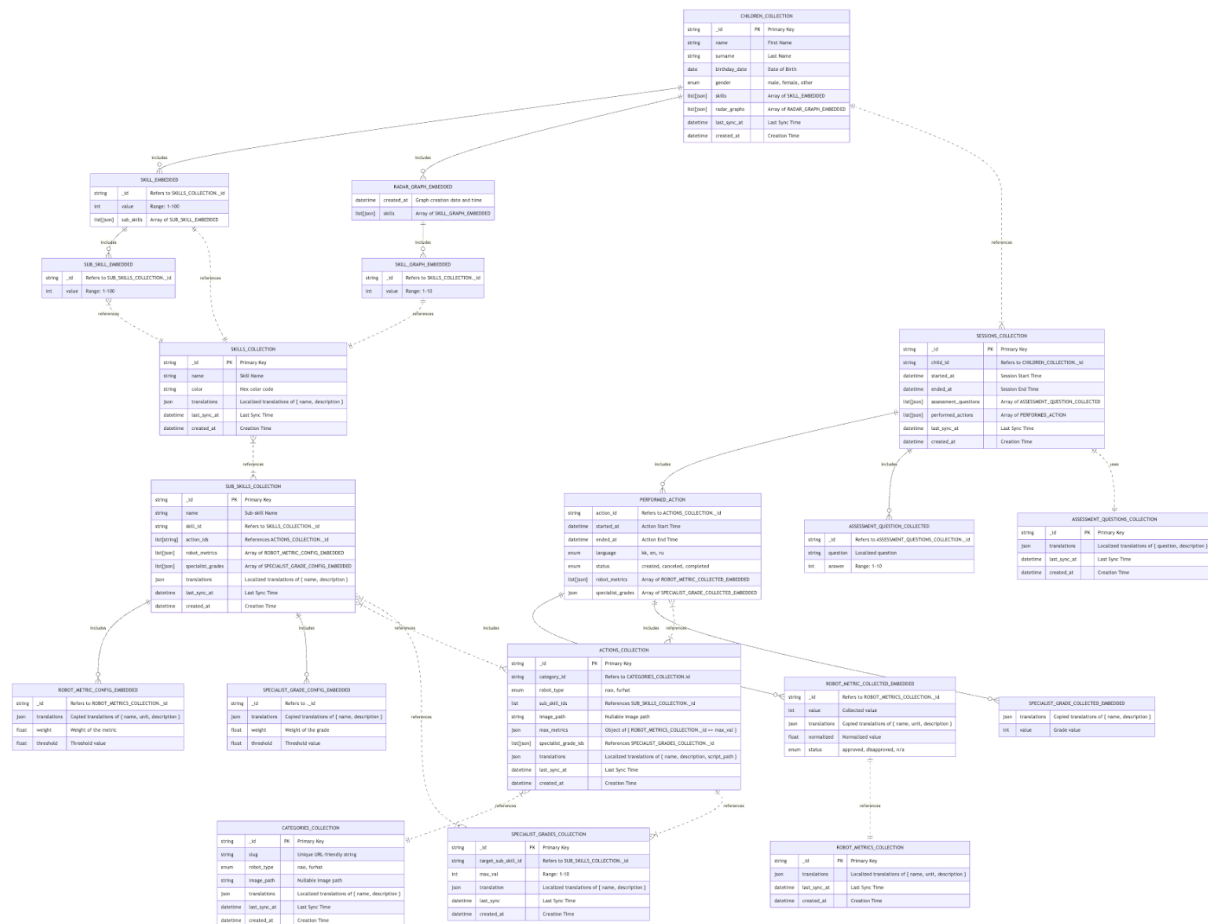 CHILDREN_COLLECTION
string _id PK Primary Key
string name First Name
string surname Last Name
date birthday_date Date of Birth
enum gender male, female, other
list[json] skills Array of SKILL_EMBEDDED
list[json] radar_graphs Array of RADAR_GRAPH_EMBEDDED
datetime last_sync_at Last Sync Time
datetime created_at Creation Time
includes
includes
references
SKILL_EMBEDDED
string _id Refers to SKILLS_COLLECTION._id
int value Range: 1-100
list[json] sub_skills Array of SUB_SKILL_EMBEDDED
RADAR_GRAPH_EMBEDDED
datetime created_at Graph creation date and time
list[json] skills Array of SKILL_GRAPH_EMBEDDED
includes
includes
references
SUB_SKILL_EMBEDDED
string _id Refers to SUB_SKILLS_COLLECTION._id
int value Range: 1-100
SKILL_GRAPH_EMBEDDED
string _id Refers to SKILLS_COLLECTION._id
int value Range: 1-10
references
references
SKILLS_COLLECTION
string _id PK Primary Key
string name Skill Name
string color Hex color code
json translations Localized translations of { name, description }
datetime last_sync_at Last Sync Time
datetime created_at Creation Time
SESSIONS_COLLECTION
string _id PK Primary Key
string child_id Refers to CHILDREN_COLLECTION._id
datetime started_at Session Start Time
datetime ended_at Session End Time
list[json] assessment_questions Array of ASSESSMENT_QUESTION_COLLECTED
list[json] performed_actions Array of PERFORMED_ACTION
datetime last_sync_at Last Sync Time
datetime created_at Creation Time
references
includes
includes
uses
SUB_SKILLS_COLLECTION
string _id PK Primary Key
string name Sub-skill Name
string skill_id Refers to SKILLS_COLLECTION._id
list[string] action_ids References ACTIONS_COLLECTION._id
list[json] robot_metrics Array of ROBOT_METRIC_CONFIG_EMBEDDED
list[json] specialist_grades Array of SPECIALIST_GRADE_CONFIG_EMBEDDED
json translations Localized translations of { name, description }
datetime last_sync_at Last Sync Time
datetime created_at Creation Time
PERFORMED_ACTION
string action_id Refers to ACTIONS_COLLECTION._id
datetime started_at Action Start Time
datetime ended_at Action End Time
enum language kk, en, ru
enum status created, canceled, completed
list[json] robot_metrics Array of ROBOT_METRIC_COLLECTED_EMBEDDED
json specialist_grades Array of SPECIALIST_GRADE_COLLECTED_EMBEDDED
ASSESSMENT_QUESTION_COLLECTED
string _id Refers to ASSESSMENT_QUESTIONS_COLLECTION._id
string question Localized question
int answer Range: 1-10
ASSESSMENT_QUESTIONS_COLLECTION
string _id PK Primary Key
json translations Localized translations of { question, description }
datetime last_sync_at Last Sync Time
datetime created_at Creation Time
includes
includes
references
includes
includes
references
ROBOT_METRIC_CONFIG_EMBEDDED
string _id Refers to ROBOT_METRICS_COLLECTION._id
json translations Copied translations of { name, unit, description }
float weight Weight of the metric
float threshold Threshold value
SPECIALIST_GRADE_CONFIG_EMBEDDED
string _id Refers to ._id
json translations Copied translations of { name, description }
float weight Weight of the grade
float threshold Threshold value
references
ACTIONS_COLLECTION
string _id PK Primary Key
string category_id Refers to CATEGORIES_COLLECTION.id
enum robot_type nao, furhat
list sub_skill_ids References SUB_SKILLS_COLLECTION._id
string image_path Nullable image path
json max_metrics Object of { ROBOT_METRICS_COLLECTION._id => max_val }
list[json] specialist_grade_ids References SPECIALIST_GRADES_COLLECTION._id
json translations Localized translations of { name, description, script_path }
datetime last_sync_at Last Sync Time
datetime created_at Creation Time
ROBOT_METRIC_COLLECTED_EMBEDDED
string _id Refers to ROBOT_METRICS_COLLECTION._id
int value Collected value
json translations Copied translations of { name, unit, description }
float normalized Normalized value
enum status approved, disapproved, n/a
SPECIALIST_GRADE_COLLECTED_EMBEDDED
json translations Copied translations of { name, description }
int value Grade value
references
references
references
CATEGORIES_COLLECTION
string _id PK Primary Key
string slug Unique URL-friendly string
enum robot_type nao, furhat
string image_path Nullable image path
json translations Localized translations of { name, description }
datetime last_sync_at Last Sync Time
datetime created_at Creation Time
SPECIALIST_GRADES_COLLECTION
string _id PK Primary Key
string target_sub_skill_id Refers to SUB_SKILLS_COLLECTION._id
int max_val Range: 1-10
json translation Localized translations of { name, description }
datetime last_sync Last Sync Time
datetime created_at Creation Time
ROBOT_METRICS_COLLECTION
string _id PK Primary Key
json translations Localized translations of { name, unit, description }
datetime last_sync_at Last Sync Time
datetime created_at Creation Time